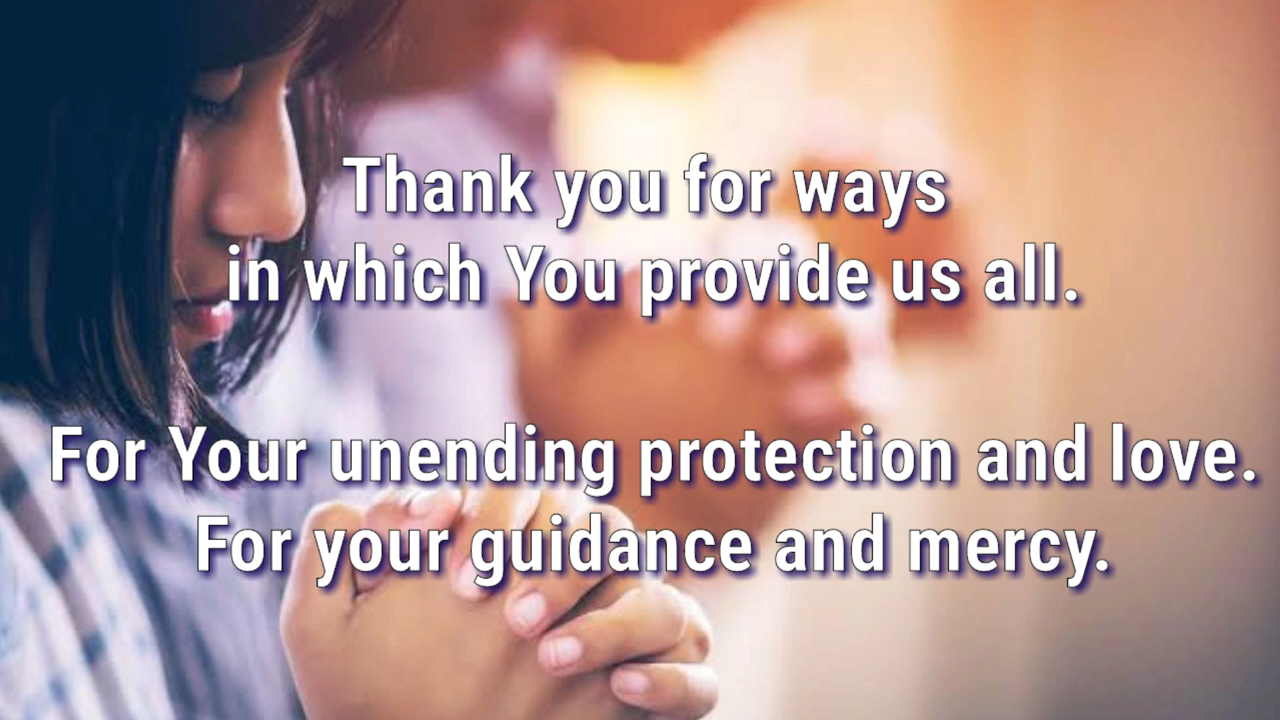 Thank you for ways
in which You provide us all.
For Your unending protection and love.
For your guidance and mercy.